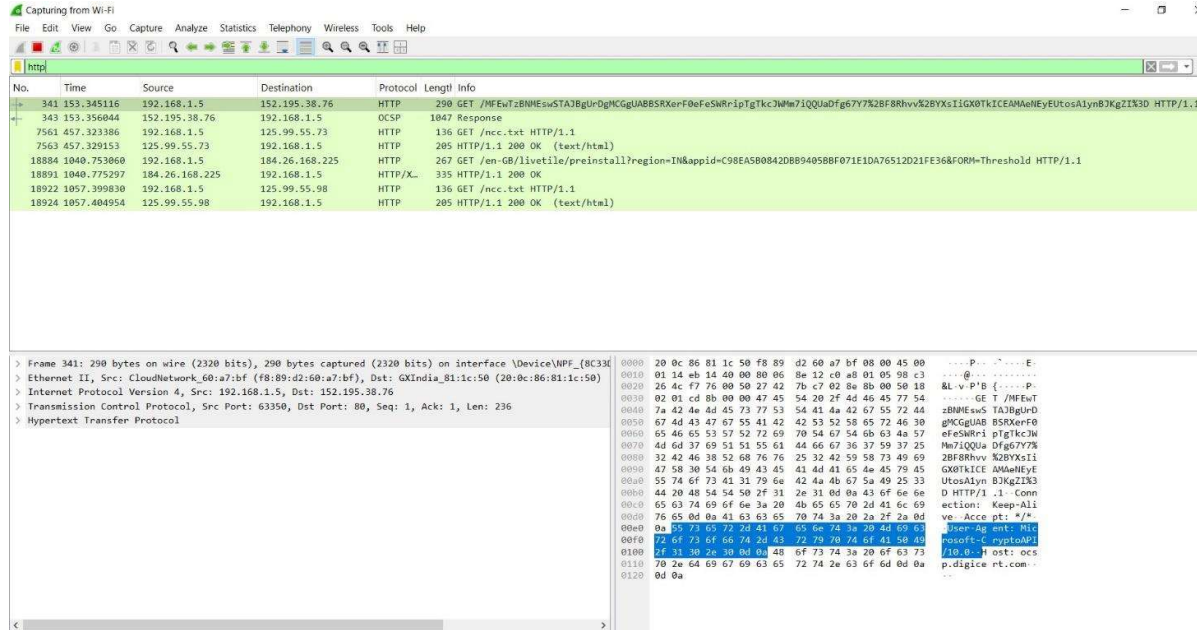 Capturing from Wi-Fi
File Edit View Go Capture Analyze Statistics Telephony Wireless Tools Help
http
No. Time Source Destination Protocol Length Info
341 153.345116 192.168.1.5 152.195.38.76 HTTP 290 GET /MFEwTzBNMEswSTAJBgUrDgMCGgUABBSRXerF0eFeSWRripTgTkcJWMm7iQQUaDfg67Y7%2BF8Rhvv%2BYXsIiGX0TkICEAMAeNEyEUtosA1ynBJKgZI%3D HTTP/1.1
343 153.356044 152.195.38.76 192.168.1.5 OCSP 1047 Response
7561 457.323386 192.168.1.5 125.99.55.73 HTTP 136 GET /ncc.txt HTTP/1.1
7563 457.329153 125.99.55.73 192.168.1.5 HTTP 205 HTTP/1.1 200 OK (text/html)
18884 1040.753060 192.168.1.5 184.26.168.225 HTTP 267 GET /en-GB/livetile/preinstall?region=IN&appid=C98EA5B0842DBB9405BBF071E1DA76512D21FE36&FORM=Threshold HTTP/1.1
18891 1040.775297 184.26.168.225 192.168.1.5 HTTP/X… 335 HTTP/1.1 200 OK
18922 1057.399830 192.168.1.5 125.99.55.98 HTTP 136 GET /ncc.txt HTTP/1.1
18924 1057.404954 125.99.55.98 192.168.1.5 HTTP 205 HTTP/1.1 200 OK (text/html)
> Frame 341: 290 bytes on wire (2320 bits), 290 bytes captured (2320 bits) on interface \Device\NPF_{8C33D
> Ethernet II, Src: CloudNetwork_60:a7:bf (f8:89:d2:60:a7:bf), Dst: GXIndia_81:1c:50 (20:0c:86:81:1c:50)
> Internet Protocol Version 4, Src: 192.168.1.5, Dst: 152.195.38.76
> Transmission Control Protocol, Src Port: 63350, Dst Port: 80, Seq: 1, Ack: 1, Len: 236
> Hypertext Transfer Protocol
0000 20 0c 86 81 1c 50 f8 89 d2 60 a7 bf 08 00 45 00 ····P·· ·`····E·
0010 01 14 eb 14 40 00 80 06 8e 12 c0 a8 01 05 98 c3 ····@··· ········
0020 26 4c f7 76 00 50 27 42 7b c7 02 8e 8b 00 50 18 &L·v·P'B {·····P·
0030 02 01 cd 8b 00 00 47 45 54 20 2f 4d 46 45 77 54 ······GE T /MFEwT
0040 7a 42 4e 4d 45 73 77 53 54 41 4a 42 67 55 72 44 zBNMEswS TAJBgUrD
0050 67 4d 43 47 67 55 41 42 42 53 52 58 65 72 46 30 gMCGgUAB BSRXerF0
0060 65 46 65 53 57 52 72 69 70 54 67 54 6b 63 4a 57 eFeSWRri pTgTkcJW
0070 4d 6d 37 69 51 51 55 61 44 66 67 36 37 59 37 25 Mm7iQQUa Dfg67Y7%
0080 32 42 46 38 52 68 76 76 25 32 42 59 58 73 49 69 2BF8Rhvv %2BYXsIi
0090 47 58 30 54 6b 49 43 45 41 4d 41 65 4e 45 79 45 GX0TkICE AMAeNEyE
00a0 55 74 6f 73 41 31 79 6e 42 4a 4b 67 5a 49 25 33 UtosA1yn BJKgZI%3
00b0 44 20 48 54 54 50 2f 31 2e 31 0d 0a 43 6f 6e 6e D HTTP/1 .1··Conn
00c0 65 63 74 69 6f 6e 3a 20 4b 65 65 70 2d 41 6c 69 ection: Keep-Ali
00d0 76 65 0d 0a 41 63 63 65 70 74 3a 20 2a 2f 2a 0d ve··Acce pt: */*·
00e0 0a 55 73 65 72 2d 41 67 65 6e 74 3a 20 4d 69 63 ·User-Ag ent: Mic
00f0 72 6f 73 6f 66 74 2d 43 72 79 70 74 6f 41 50 49 rosoft-C ryptoAPI
0100 2f 31 30 2e 30 0d 0a 48 6f 73 74 3a 20 6f 63 73 /10.0··H ost: ocs
0110 70 2e 64 69 67 69 63 65 72 74 2e 63 6f 6d 0d 0a p.digice rt.com··
0120 0d 0a ··